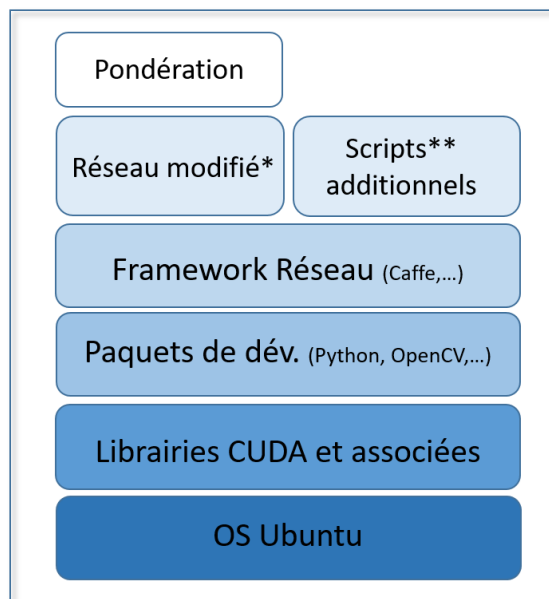 Pondération
Réseau modifié*
Scripts**
additionnels
Framework Réseau (Caffe,...)
Paquets de dév. (Python, OpenCV,...)
Librairies CUDA et associées
OS Ubuntu